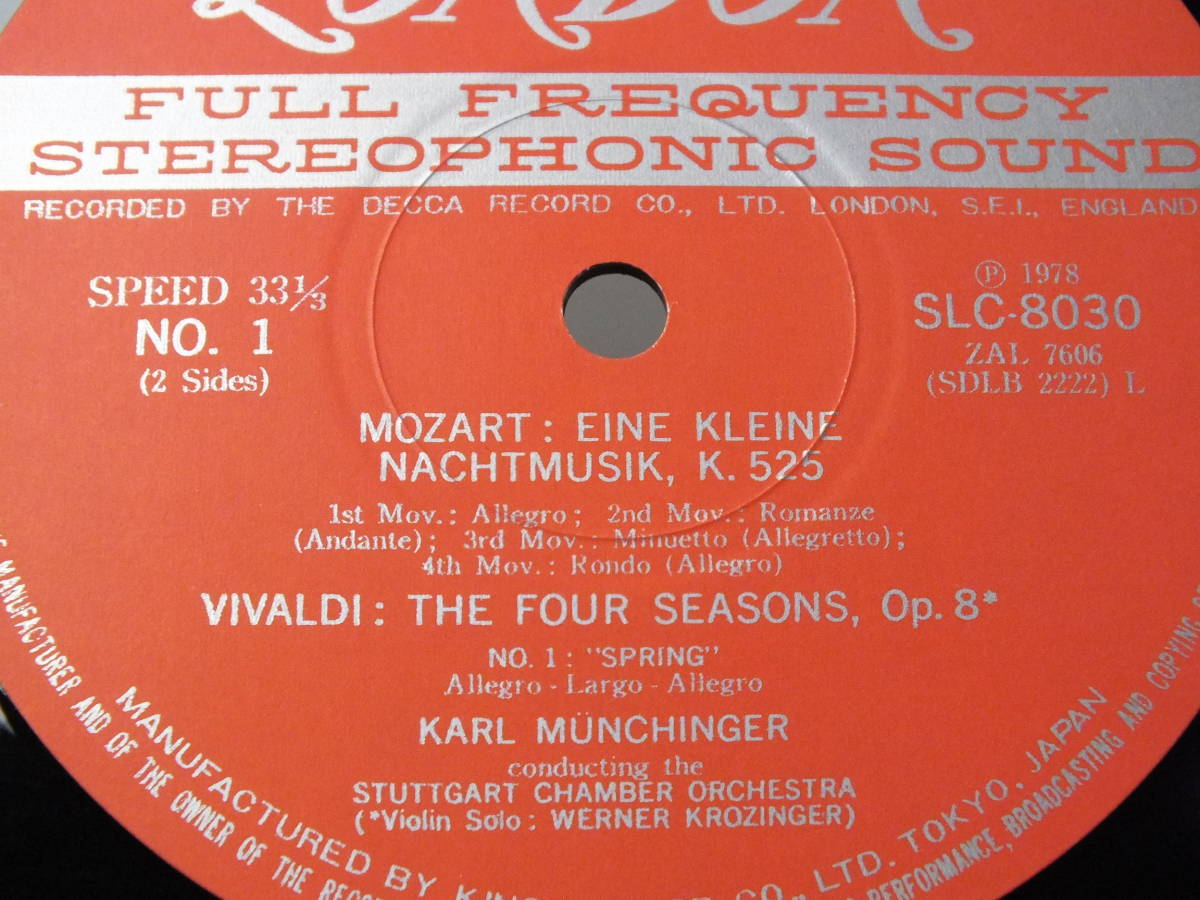 LONDON
FULL FREQUENCY
STEREOPHONIC SOUND
RECORDED BY THE DECCA RECORD CO., LTD. LONDON, S.E.I., ENGLAND
SPEED 33⅓
NO. 1
(2 Sides)
℗ 1978
SLC-8030
ZAL 7606
(SDLB 2222) L
MOZART: EINE KLEINE
NACHTMUSIK, K. 525
1st Mov.: Allegro; 2nd Mov.: Romanze
(Andante); 3rd Mov.: Minuetto (Allegretto);
4th Mov.: Rondo (Allegro)
VIVALDI: THE FOUR SEASONS, Op. 8*
NO. 1: "SPRING"
Allegro - Largo - Allegro
KARL MÜNCHINGER
conducting the
STUTTGART CHAMBER ORCHESTRA
(*Violin Solo: WERNER KROZINGER)
MANUFACTURED BY CO., LTD. TOKYO, JAPAN
MANUFACTURER AND OF THE OWNER OF THE PERFORMANCE, BROADCASTING AND COPYING